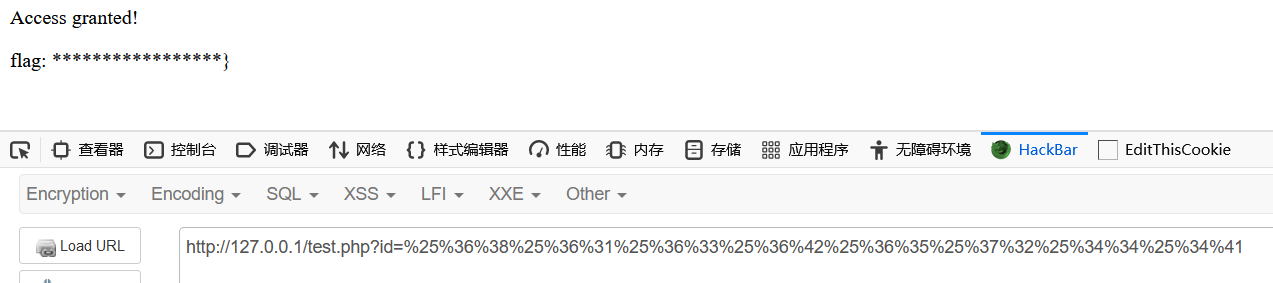 Access granted!
flag: *****************}
查看器 控制台 调试器 网络 样式编辑器 性能 内存 存储 应用程序 无障碍环境 HackBar EditThisCookie
Encryption Encoding SQL XSS LFI XXE Other
Load URL
http://127.0.0.1/test.php?id=%25%36%38%25%36%31%25%36%33%25%36%42%25%36%35%25%37%32%25%34%34%25%34%41